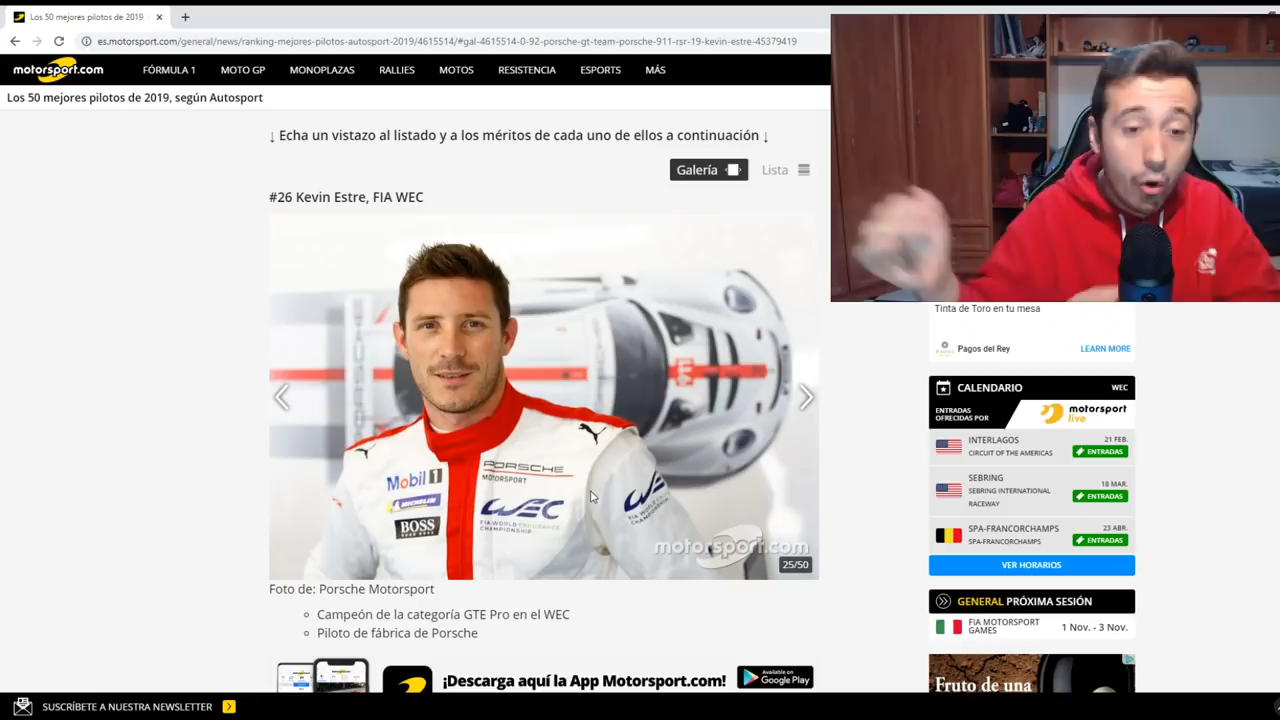 Los 50 mejores pilotos de 2019
es.motorsport.com/general/news/ranking-mejores-pilotos-autosport-2019/4615514/#gal-4615514-0-92-porsche-gt-team-porsche-911-rsr-19-kevin-estre-45379419
motorsport.com FÓRMULA 1 MOTO GP MONOPLAZAS RALLIES MOTOS RESISTENCIA ESPORTS MÁS
Los 50 mejores pilotos de 2019, según Autosport
↓ Echa un vistazo al listado y a los méritos de cada uno de ellos a continuación ↓
Galería Lista
#26 Kevin Estre, FIA WEC
Mobil 1
MICHELIN
BOSS
PORSCHE
MOTORSPORT
WEC
FIA WORLD ENDURANCE
CHAMPIONSHIP
WEC
motorsport.com
25/50
Foto de: Porsche Motorsport
Campeón de la categoría GTE Pro en el WEC
Piloto de fábrica de Porsche
¡Descarga aquí la App Motorsport.com!
Available on
Google Play
Tinta de Toro en tu mesa
Pagos del Rey LEARN MORE
CALENDARIO WEC
ENTRADAS
OFRECIDAS POR
motorsport
live
INTERLAGOS 21 FEB.
CIRCUIT OF THE AMERICAS ENTRADAS
SEBRING 18 MAR.
SEBRING INTERNATIONAL
RACEWAY ENTRADAS
SPA-FRANCORCHAMPS 23 ABR.
SPA-FRANCORCHAMPS ENTRADAS
VER HORARIOS
GENERAL PRÓXIMA SESIÓN
FIA MOTORSPORT
GAMES 1 Nov. - 3 Nov.
Fruto de una
SUSCRÍBETE A NUESTRA NEWSLETTER